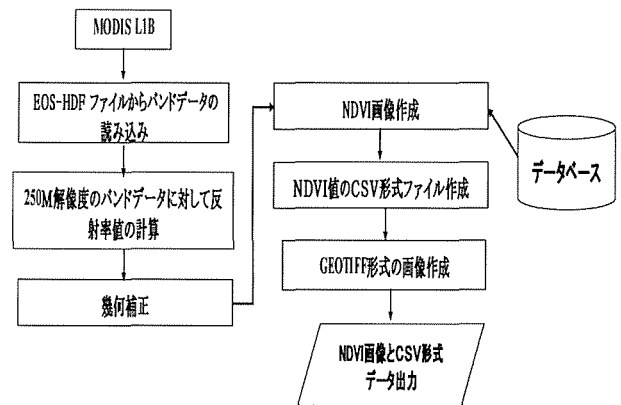 MODIS L1B
EOS-HDF ファイルからバンドデータの
読み込み
250M解像度のバンドデータに対して反
射率値の計算
幾何補正
NDVI画像作成
NDVI値のCSV形式ファイル作成
GEOTIFF形式の画像作成
NDVI画像とCSV形式
データ出力
データベース